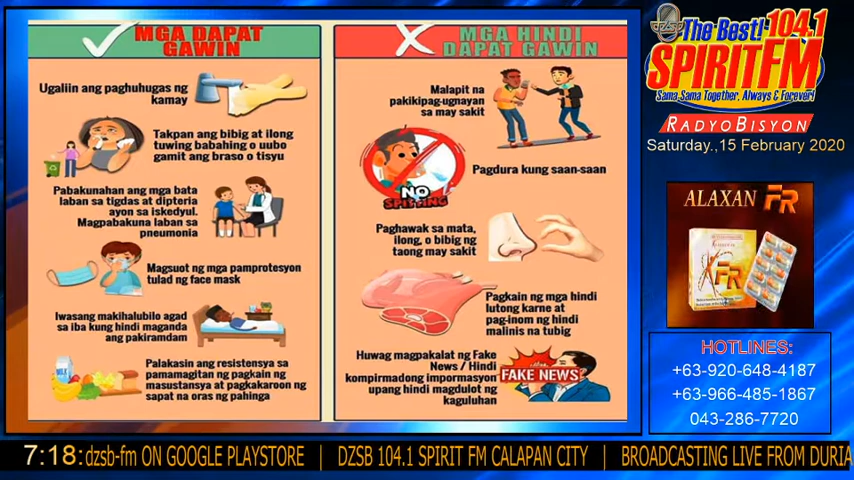 MGA DAPAT
GAWIN
Ugaliin ang paghuhugas ng
kamay
Takpan ang bibig at ilong
tuwing babahing o uubo
gamit ang braso o tisyu
Pabakunahan ang mga bata
laban sa tigdas at dipteria
ayon sa iskedyul.
Magpabakuna laban sa
pneumonia
Magsuot ng mga pamprotesyon
tulad ng face mask
Iwasang makihalubilo agad
sa iba kung hindi maganda
ang pakiramdam
MILK
Palakasin ang resistensya sa
pamamagitan ng pagkain ng
masustansya at pagkakaroon ng
sapat na oras ng pahinga
MGA HINDI
DAPAT GAWIN
Malapit na
pakikipag-ugnayan
sa may sakit
NO
SPITTING
Pagdura kung saan-saan
Paghawak sa mata,
ilong, o bibig ng
taong may sakit
Pagkain ng mga hindi
lutong karne at
pag-inom ng hindi
malinis na tubig
Huwag magpakalat ng Fake
News / Hindi
kompirmadong impormasyon
upang hindi magdulot ng
kaguluhan
FAKE NEWS
The Best! 104.1
SPIRIT FM
Sama Sama Together, Always & Forever!
RADYOBISYON
Saturday.,15 February 2020
ALAXAN FR
FR
HOTLINES:
+63-920-648-4187
+63-966-485-1867
043-286-7720
7:18: dzsb-fm ON GOOGLE PLAYSTORE | DZSB 104.1 SPIRIT FM CALAPAN CITY | BROADCASTING LIVE FROM DURIA